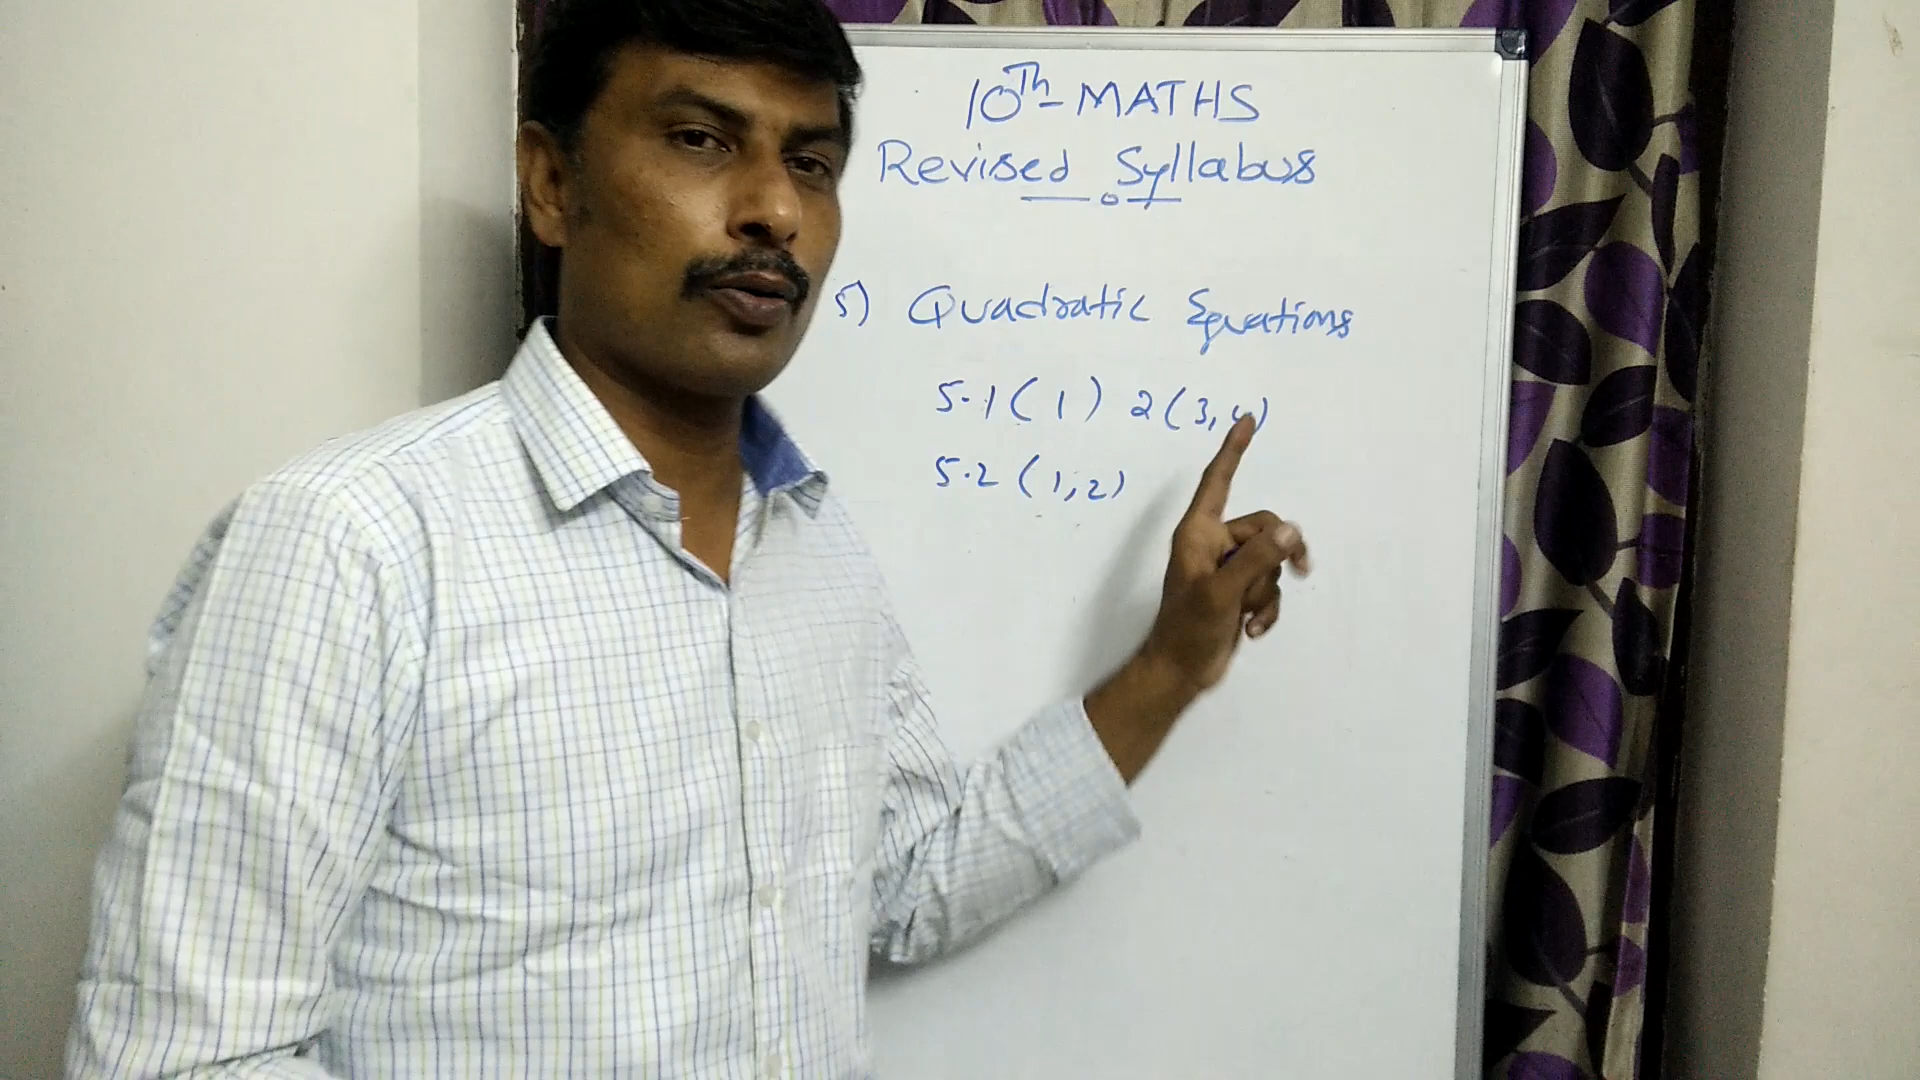 10Th - MATHS
Revised Syllabus
5) Quadratic Equations
5.1 (1) 2 (3, 4)
5.2 (1, 2)